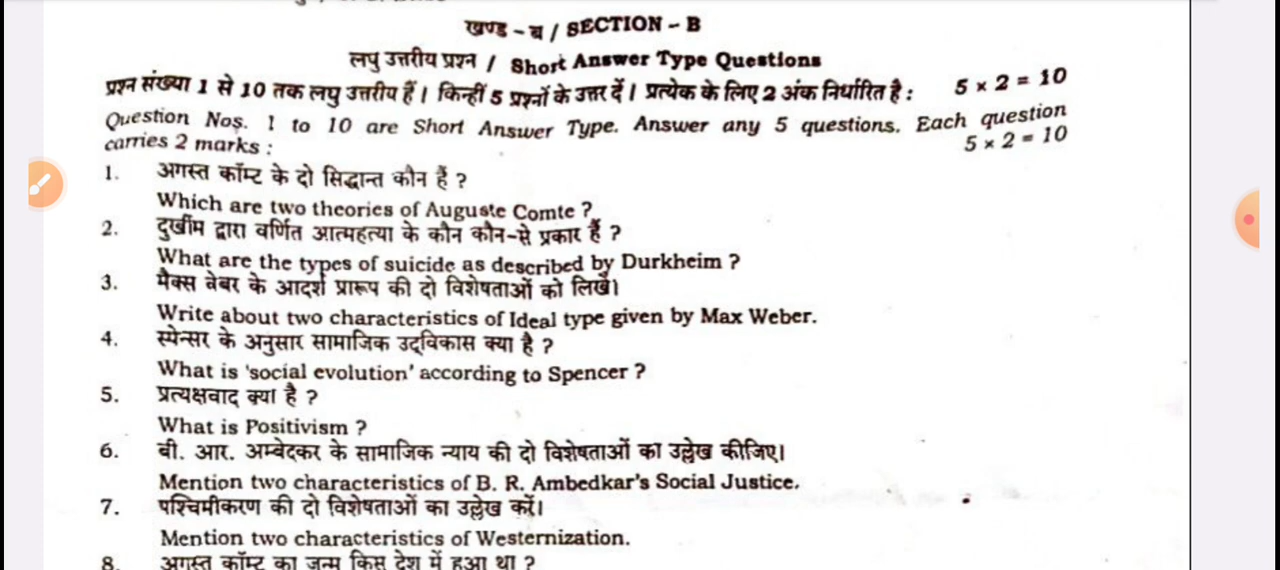 खण्ड – ब / SECTION – B
लघु उत्तरीय प्रश्न / Short Answer Type Questions
प्रश्न संख्या 1 से 10 तक लघु उत्तरीय हैं। किन्हीं 5 प्रश्नों के उत्तर दें। प्रत्येक के लिए 2 अंक निर्धारित है : 5 × 2 = 10
Question Nos. 1 to 10 are Short Answer Type. Answer any 5 questions. Each question
carries 2 marks : 5 × 2 = 10
1. अगस्त कॉम्ट के दो सिद्धान्त कौन हैं ?
Which are two theories of Auguste Comte ?
2. दुर्खीम द्वारा वर्णित आत्महत्या के कौन कौन-से प्रकार हैं ?
What are the types of suicide as described by Durkheim ?
3. मैक्स वेबर के आदर्श प्रारूप की दो विशेषताओं को लिखें।
Write about two characteristics of Ideal type given by Max Weber.
4. स्पेन्सर के अनुसार सामाजिक उद्विकास क्या है ?
What is 'social evolution' according to Spencer ?
5. प्रत्यक्षवाद क्या है ?
What is Positivism ?
6. बी. आर. अम्बेदकर के सामाजिक न्याय की दो विशेषताओं का उल्लेख कीजिए।
Mention two characteristics of B. R. Ambedkar's Social Justice.
7. पश्चिमीकरण की दो विशेषताओं का उल्लेख करें।
Mention two characteristics of Westernization.
8. अगस्त कॉम्ट का जन्म किस देश में हुआ था ?